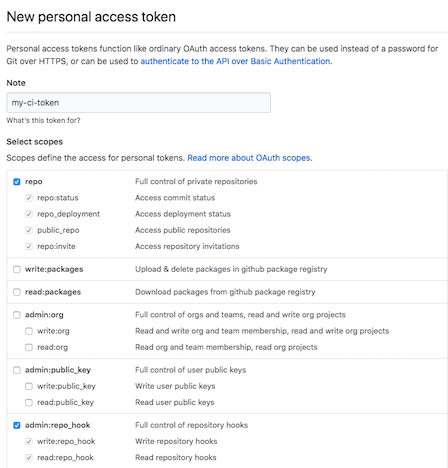 New personal access token
Personal access tokens function like ordinary OAuth access tokens. They can be used instead of a password for
Git over HTTPS, or can be used to authenticate to the API over Basic Authentication.
Note
my-ci-token
What's this token for?
Select scopes
Scopes define the access for personal tokens. Read more about OAuth scopes.
repo Full control of private repositories
repo:status Access commit status
repo_deployment Access deployment status
public_repo Access public repositories
repo:invite Access repository invitations
write:packages Upload & delete packages in github package registry
read:packages Download packages from github package registry
admin:org Full control of orgs and teams, read and write org projects
write:org Read and write org and team membership, read and write org projects
read:org Read org and team membership, read org projects
admin:public_key Full control of user public keys
write:public_key Write user public keys
read:public_key Read user public keys
admin:repo_hook Full control of repository hooks
write:repo_hook Write repository hooks
read:repo_hook Read repository hooks